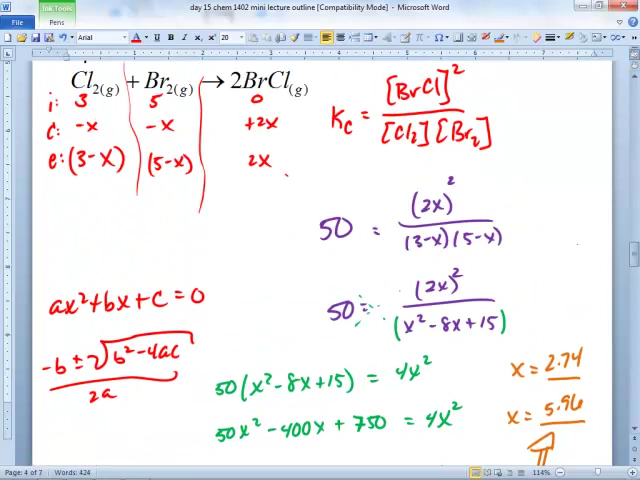 day 15 chem 1402 mini lecture outline [Compatibility Mode] - Microsoft Word
Ink Tools
File Pens
Aryal
Cl2(g) + Br2(g) → 2BrCl(g)
i: 3 5 0
c: -x -x +2x
e: (3-x) (5-x) 2x
Kc = [BrCl]^2 / [Cl2][Br2]
50 = (2x)^2 / (3-x)(5-x)
50 = (2x)^2 / (x^2 - 8x + 15)
ax^2 + bx + c = 0
-b ± 2√(b^2 - 4ac) / 2a
50(x^2 - 8x + 15) = 4x^2
50x^2 - 400x + 750 = 4x^2
x = 2.74
x = 5.96
Page: 4 of 7 Words: 424 114%